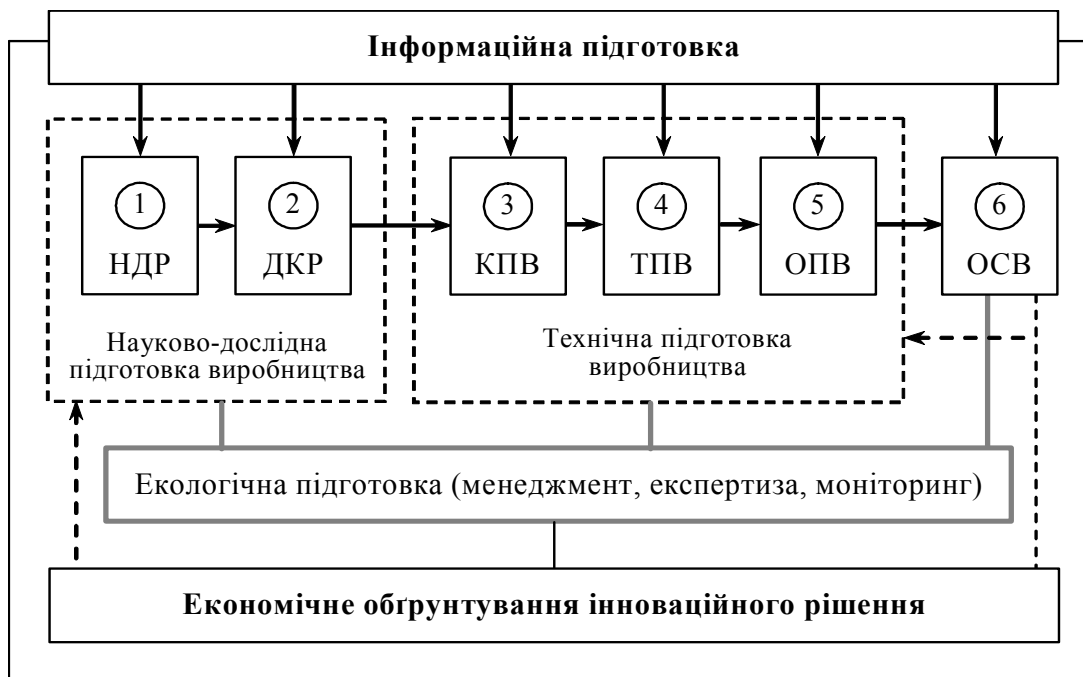 Інформаційна підготовка
1 2 3 4 5 6
НДР ДКР КПВ ТПВ ОПВ ОСВ
Науково-дослідна
підготовка виробництва
Технічна підготовка
виробництва
Екологічна підготовка (менеджмент, експертиза, моніторинг)
Економічне обґрунтування інноваційного рішення